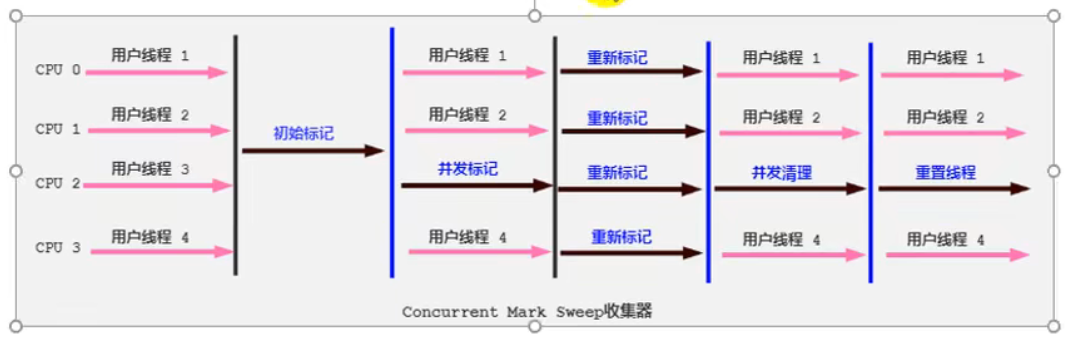 CPU 0 用户线程 1 用户线程 1 重新标记 用户线程 1 用户线程 1
CPU 1 用户线程 2 用户线程 2 重新标记 用户线程 2 用户线程 2
初始标记
CPU 2 用户线程 3 并发标记 重新标记 并发清理 重置线程
CPU 3 用户线程 4 用户线程 4 重新标记 用户线程 4 用户线程 4
Concurrent Mark Sweep收集器